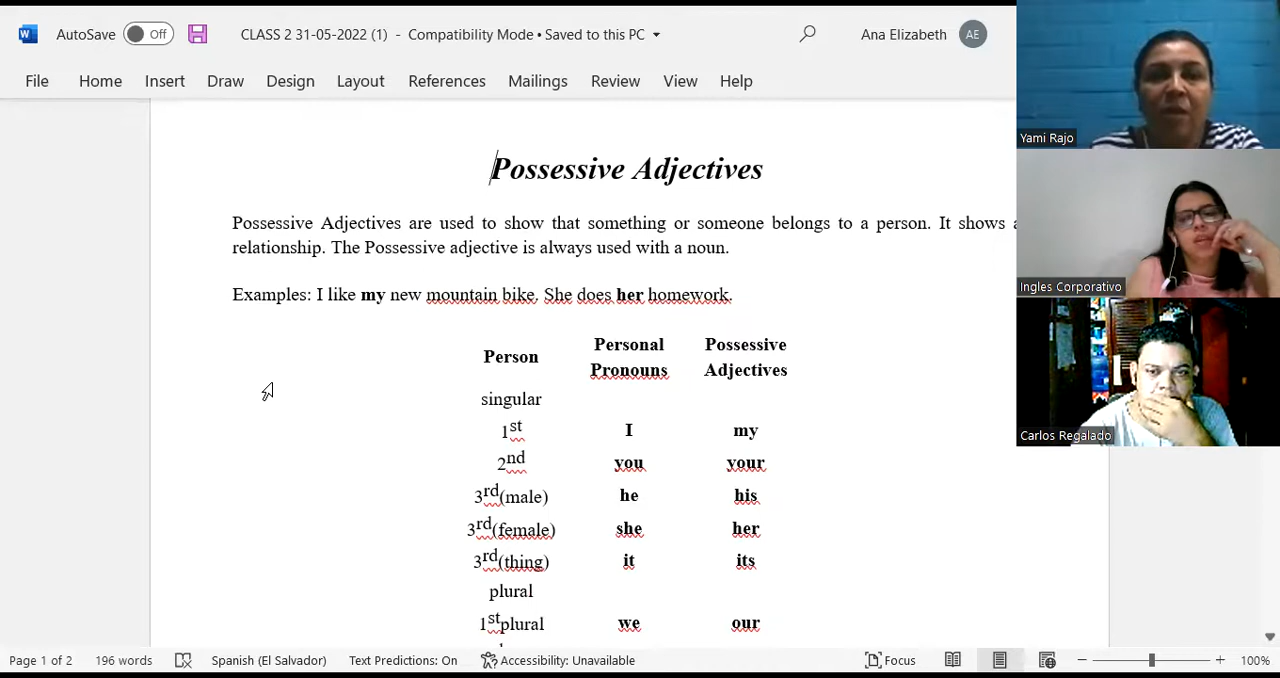 AutoSave Off CLASS 2 31-05-2022 (1) - Compatibility Mode • Saved to this PC Ana Elizabeth AE
File Home Insert Draw Design Layout References Mailings Review View Help
Possessive Adjectives
Possessive Adjectives are used to show that something or someone belongs to a person. It shows a
relationship. The Possessive adjective is always used with a noun.
Examples: I like my new mountain bike. She does her homework.
Person Personal Pronouns Possessive Adjectives
singular
1st I my
2nd you your
3rd(male) he his
3rd(female) she her
3rd(thing) it its
plural
1stplural we our
Page 1 of 2 196 words Spanish (El Salvador) Text Predictions: On Accessibility: Unavailable Focus 100%
Yami Rajo
Ingles Corporativo
Carlos Regalado